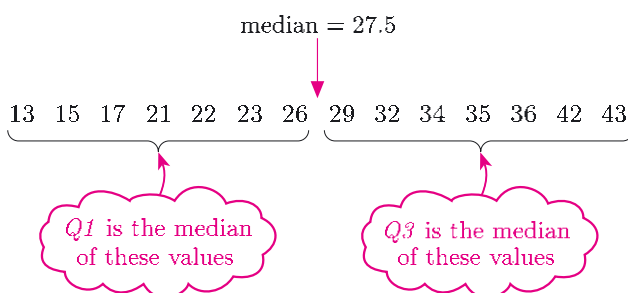 median = 27.5
13 15 17 21 22 23 26 29 32 34 35 36 42 43
Q1 is the median
of these values
Q3 is the median
of these values